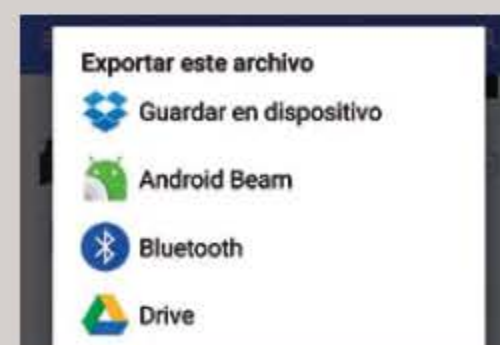 Exportar este archivo
Guardar en dispositivo
Android Beam
Bluetooth
Drive